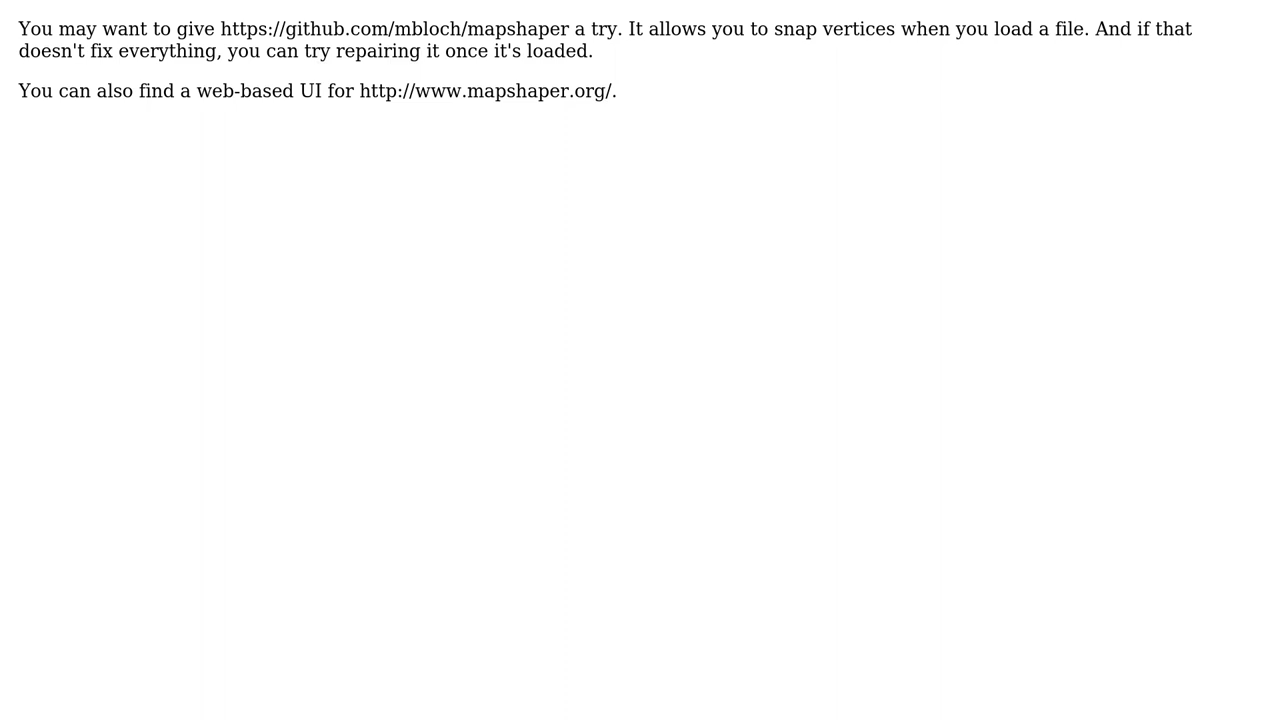 You may want to give https://github.com/mbloch/mapshaper a try. It allows you to snap vertices when you load a file. And if that
doesn't fix everything, you can try repairing it once it's loaded.
You can also find a web-based UI for http://www.mapshaper.org/.